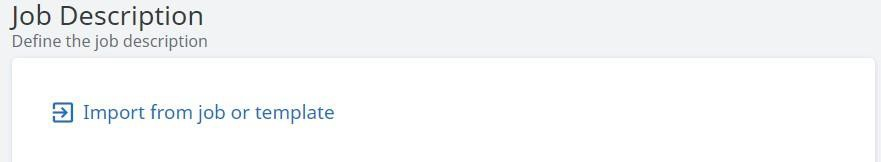 Job Description
Define the job description
Import from job or template